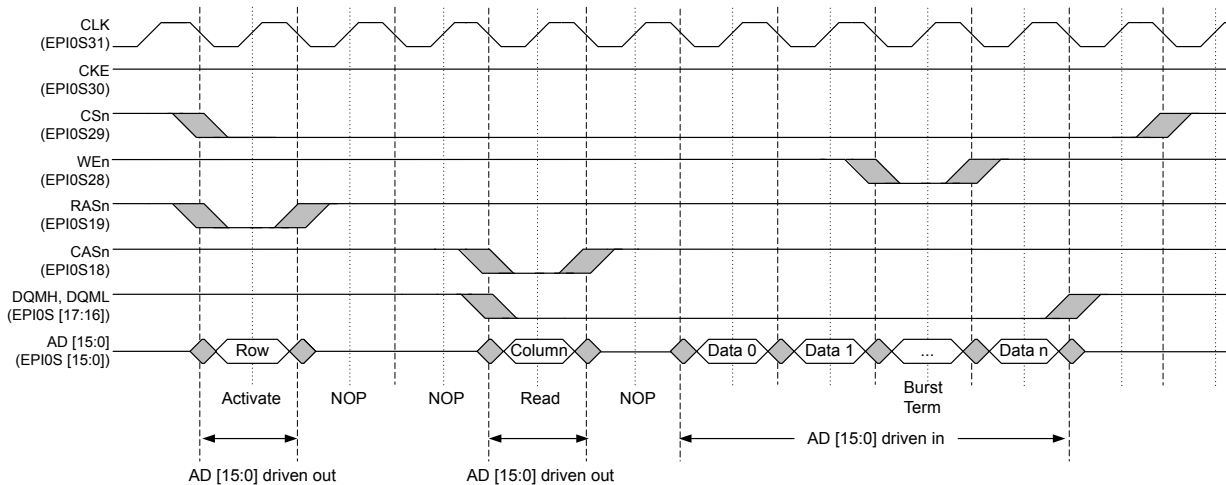 CLK
(EPI0S31)
CKE
(EPI0S30)
CSn
(EPI0S29)
WEn
(EPI0S28)
RASn
(EPI0S19)
CASn
(EPI0S18)
DQMH, DQML
(EPI0S [17:16])
AD [15:0]
(EPI0S [15:0])
Row
Column
Data 0
Data 1
...
Data n
Activate
NOP
NOP
Read
NOP
Burst
Term
AD [15:0] driven in
AD [15:0] driven out
AD [15:0] driven out